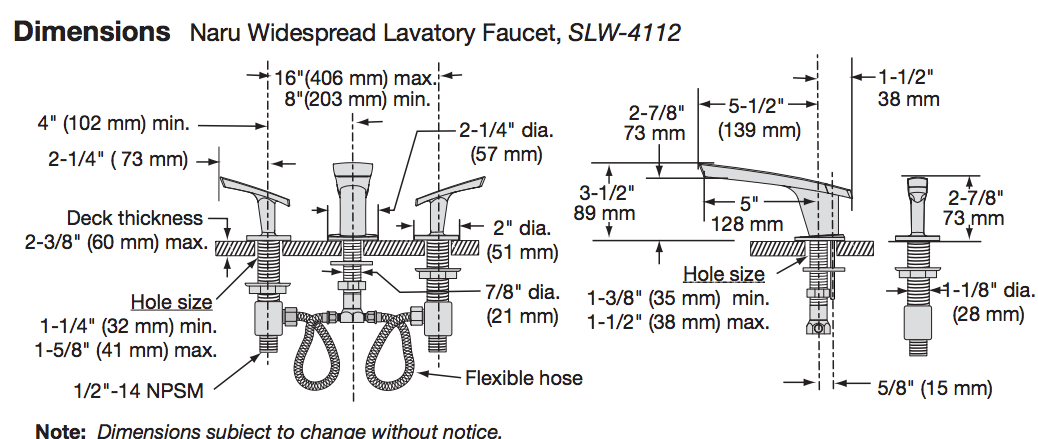 Dimensions Naru Widespread Lavatory Faucet, SLW-4112
16"(406 mm) max.
8"(203 mm) min.
4" (102 mm) min.
2-1/4" ( 73 mm)
2-1/4" dia.
(57 mm)
Deck thickness
2-3/8" (60 mm) max.
2" dia.
(51 mm)
Hole size
1-1/4" (32 mm) min.
1-5/8" (41 mm) max.
7/8" dia.
(21 mm)
1/2"-14 NPSM
Flexible hose
1-1/2"
38 mm
2-7/8"
73 mm
5-1/2"
(139 mm)
3-1/2"
89 mm
5"
128 mm
2-7/8"
73 mm
Hole size
1-3/8" (35 mm) min.
1-1/2" (38 mm) max.
1-1/8" dia.
(28 mm)
5/8" (15 mm)
Note: Dimensions subject to change without notice.